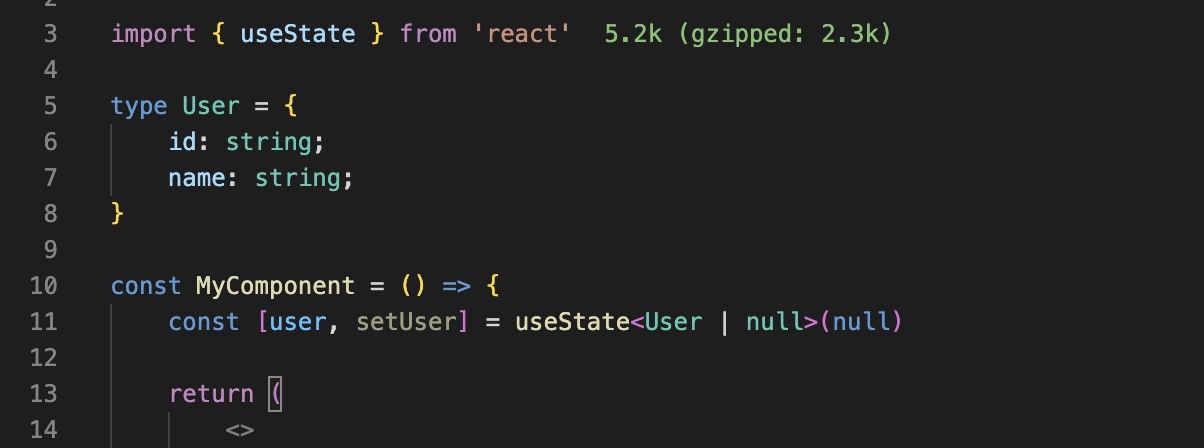 3 import { useState } from 'react' 5.2k (gzipped: 2.3k)
4
5 type User = {
6 id: string;
7 name: string;
8 }
9
10 const MyComponent = () => {
11 const [user, setUser] = useState<User | null>(null)
12
13 return (
14 <>